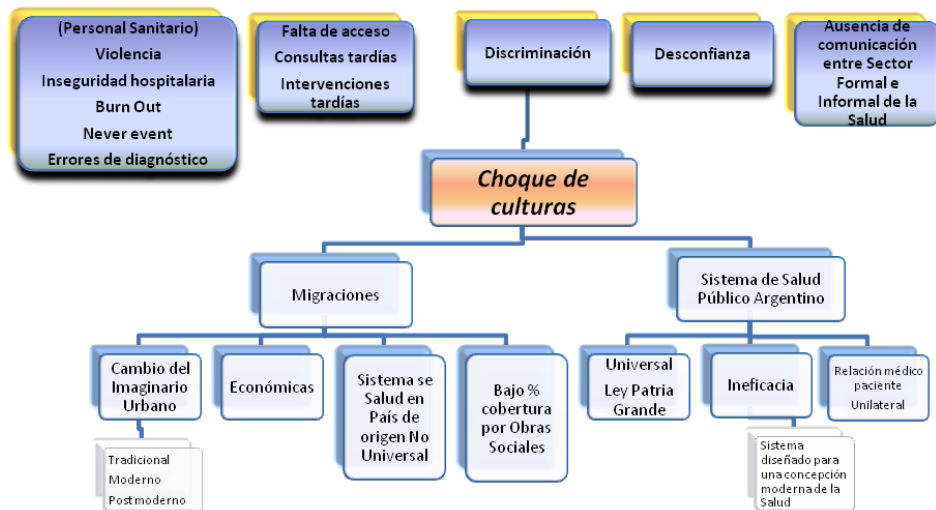 (Personal Sanitario)
Violencia
Inseguridad hospitalaria
Burn Out
Never event
Errores de diagnóstico
Falta de acceso
Consultas tardías
Intervenciones
tardías
Discriminación
Desconfianza
Ausencia de
comunicación
entre Sector
Formal e
Informal de la
Salud
Choque de
culturas
Migraciones
Sistema de Salud
Público Argentino
Cambio del
Imaginario
Urbano
Económicas
Sistema se
Salud en
País de
origen No
Universal
Bajo %
cobertura
por Obras
Sociales
Universal
Ley Patria
Grande
Ineficacia
Relación médico
paciente
Unilateral
Tradicional
Moderno
Postmoderno
Sistema
diseñado para
una concepción
moderna de la
Salud